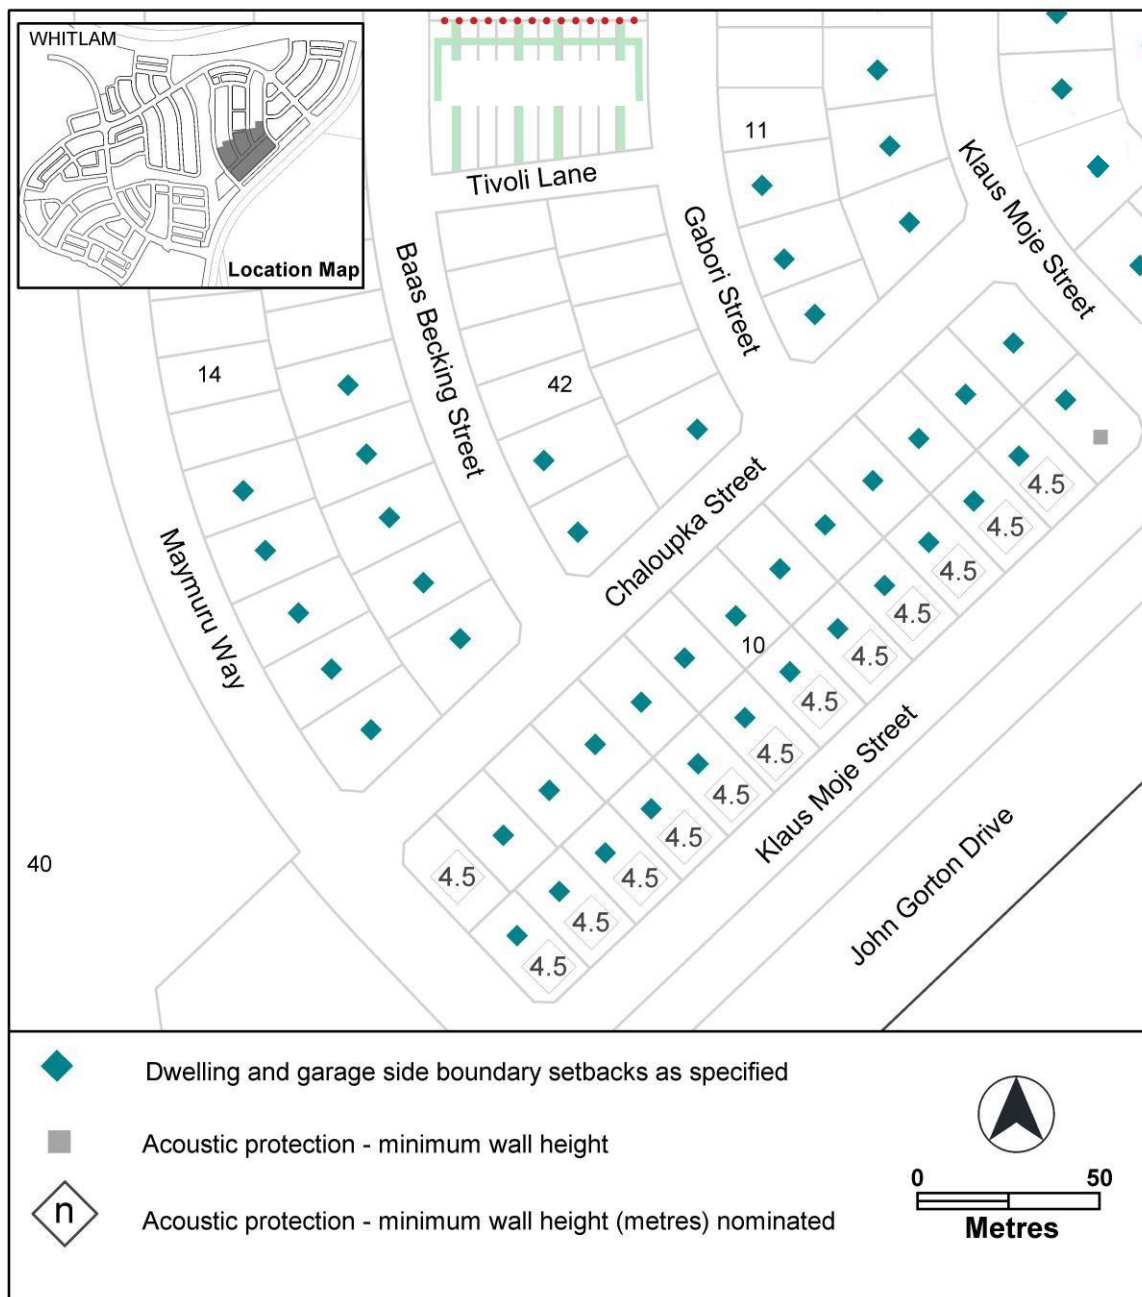 WHITLAM
Location Map
Tivoli Lane
11
Klaus Moje Street
Gabori Street
Baas Becking Street
14
42
Chaloupka Street
4.5
4.5
4.5
4.5
4.5
10
4.5
4.5
4.5
4.5
4.5
4.5
4.5
4.5
Maymuru Way
Klaus Moje Street
John Gorton Drive
40
Dwelling and garage side boundary setbacks as specified
Acoustic protection - minimum wall height
n
Acoustic protection - minimum wall height (metres) nominated
0 50
Metres